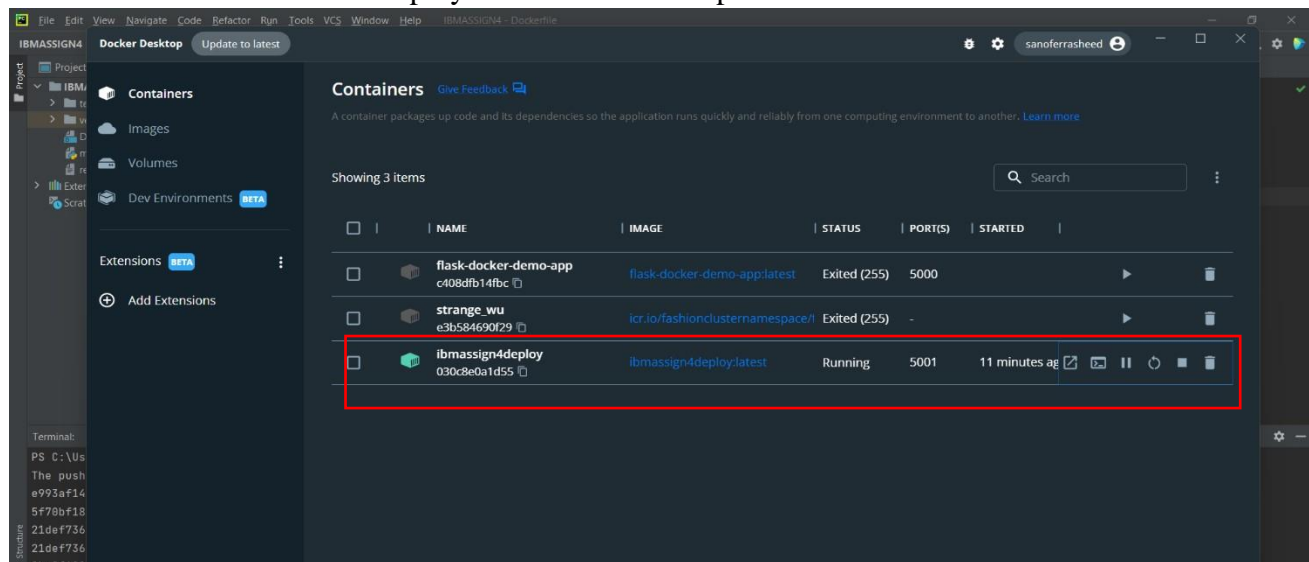 File Edit View Navigate Code Refactor Run Tools VCS Window Help IBMASSIGN4 - Dockerfile
IBMASSIGN4
Docker Desktop Update to latest sanoferrasheed
Project
Project
IBMA
Exter
Scrat
Containers
Images
Volumes
Dev Environments BETA
Extensions BETA
Add Extensions
Containers Give Feedback
A container packages up code and its dependencies so the application runs quickly and reliably from one computing environment to another. Learn more
Showing 3 items
Search
NAME IMAGE STATUS PORT(S) STARTED
flask-docker-demo-app flask-docker-demo-app:latest Exited (255) 5000
c408dfb14fbc
strange_wu icr.io/fashionclusternamespace/ Exited (255) -
e3b584690f29
ibmassign4deploy ibmassign4deploy:latest Running 5001 11 minutes ag
030c8e0a1d55
Terminal:
PS C:\Us
The push
e993af14
5f70bf18
21def736
21def736
Structure